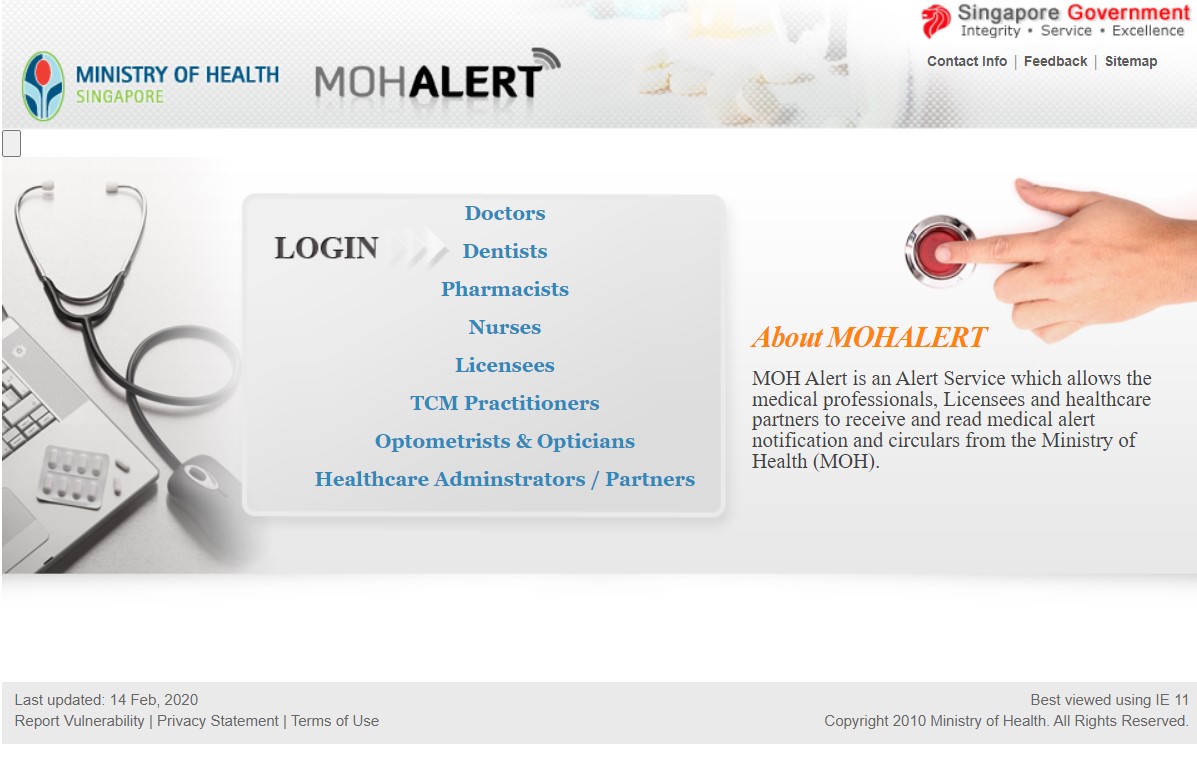 Singapore Government
Integrity • Service • Excellence
Contact Info | Feedback | Sitemap
MINISTRY OF HEALTH
SINGAPORE
MOHALERT
LOGIN
Doctors
Dentists
Pharmacists
Nurses
Licensees
TCM Practitioners
Optometrists & Opticians
Healthcare Adminstrators / Partners
About MOHALERT
MOH Alert is an Alert Service which allows the
medical professionals, Licensees and healthcare
partners to receive and read medical alert
notification and circulars from the Ministry of
Health (MOH).
Last updated: 14 Feb, 2020
Report Vulnerability | Privacy Statement | Terms of Use
Best viewed using IE 11
Copyright 2010 Ministry of Health. All Rights Reserved.